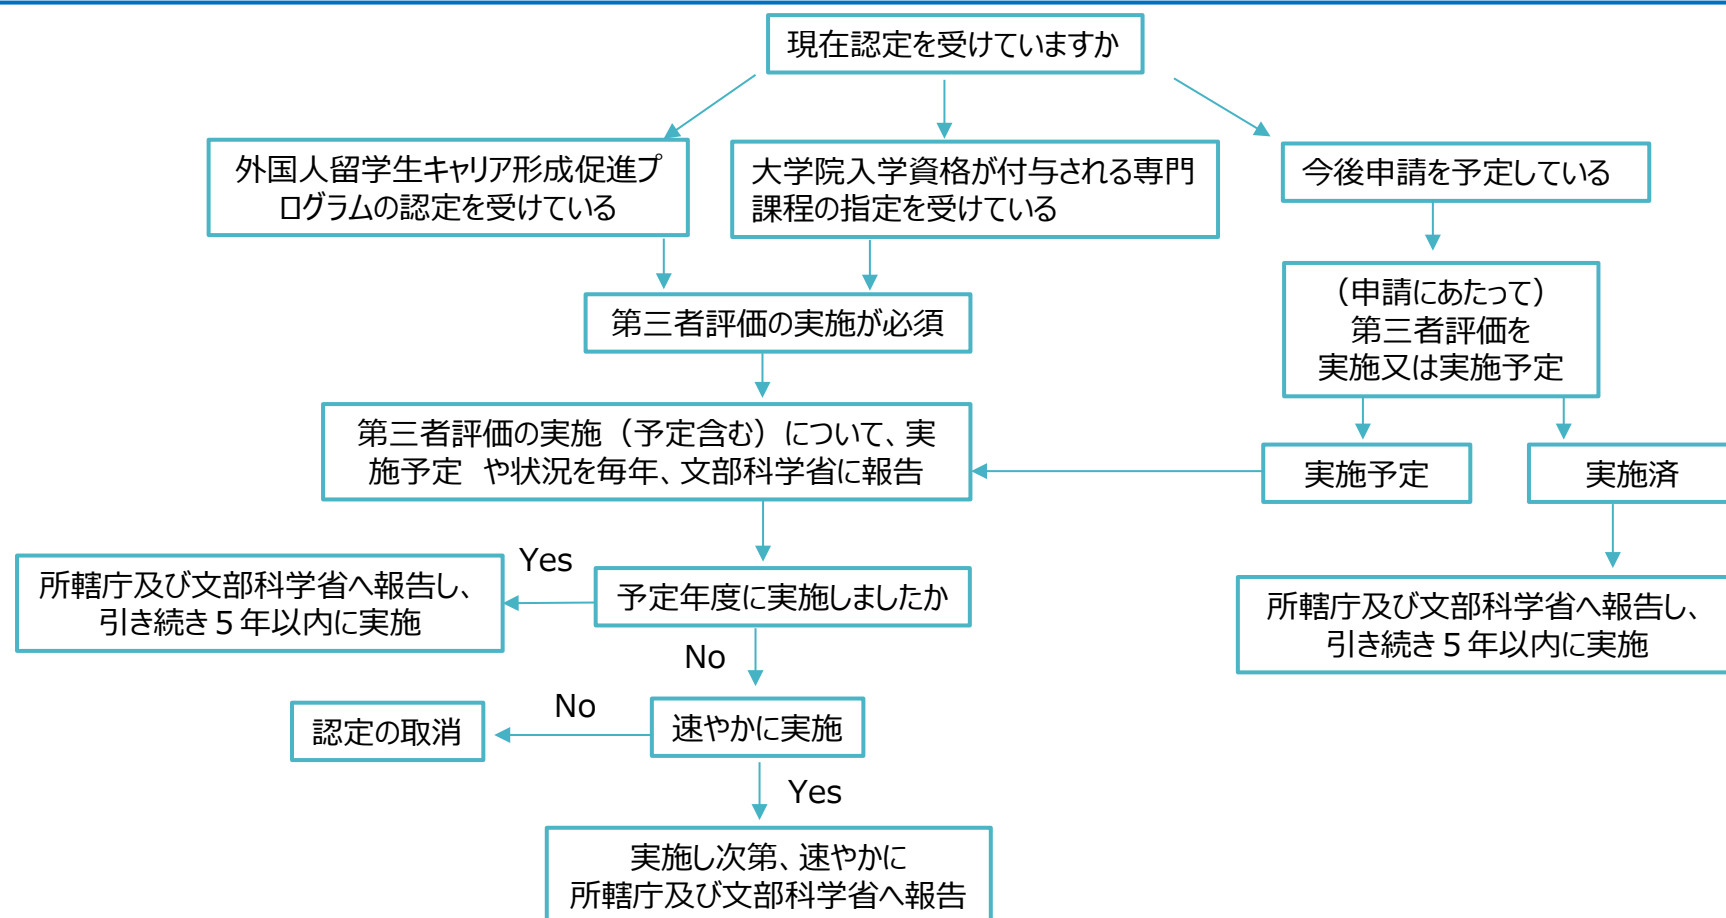 現在認定を受けていますか
外国人留学生キャリア形成促進プ
ログラムの認定を受けている
大学院入学資格が付与される専門
課程の指定を受けている
今後申請を予定している
第三者評価の実施が必須
（申請にあたって）
第三者評価を
実施又は実施予定
第三者評価の実施（予定含む）について、実
施予定　や状況を毎年、文部科学省に報告
実施予定
実施済
Yes
所轄庁及び文部科学省へ報告し、
引き続き５年以内に実施
予定年度に実施しましたか
所轄庁及び文部科学省へ報告し、
引き続き５年以内に実施
No
No
認定の取消
速やかに実施
Yes
実施し次第、速やかに
所轄庁及び文部科学省へ報告